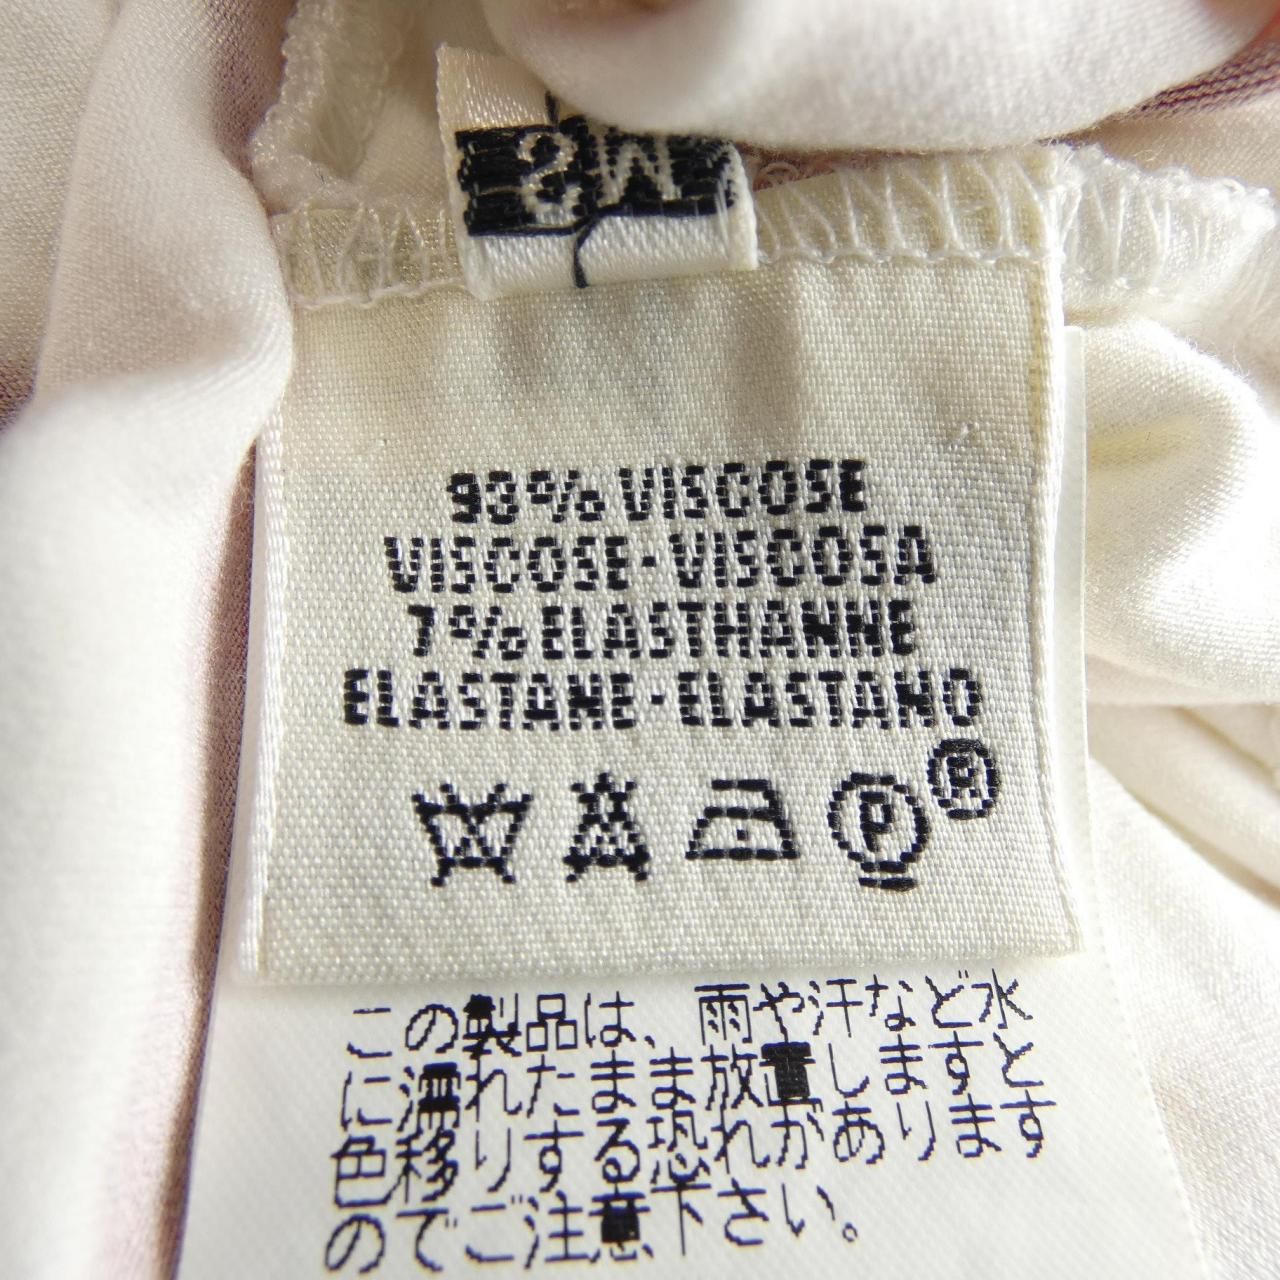 93% VISCOSE
VISCOSE·VISCOSA
7% ELASTHANNE
ELASTANE·ELASTANO
P ®
この製品は、雨や汗など水
に濡れたまま放置しますと
色移りする恐れがあります
のでご注意下さい。